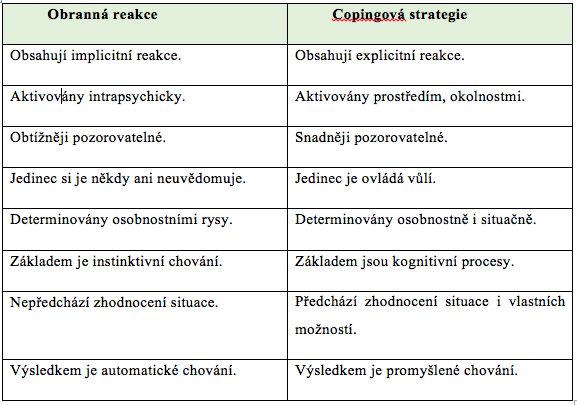 Obranná reakce
Copingová strategie
Obsahují implicitní reakce.
Obsahují explicitní reakce.
Aktivovány intrapsychicky.
Aktivovány prostředím, okolnostmi.
Obtížněji pozorovatelné.
Snadněji pozorovatelné.
Jedinec si je někdy ani neuvědomuje.
Jedinec je ovládá vůlí.
Determinovány osobnostními rysy.
Determinovány osobnostně i situačně.
Základem je instinktivní chování.
Základem jsou kognitivní procesy.
Nepředchází zhodnocení situace.
Předchází zhodnocení situace i vlastních
možností.
Výsledkem je automatické chování.
Výsledkem je promyšlené chování.